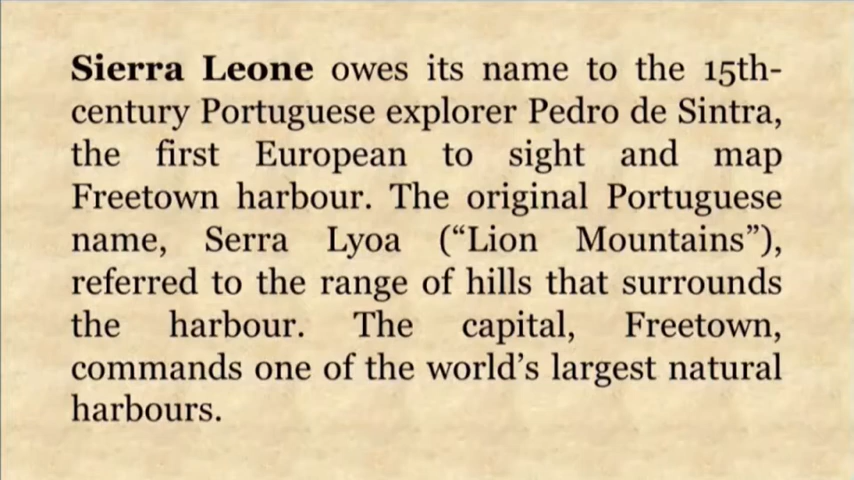 Sierra Leone owes its name to the 15th-
century Portuguese explorer Pedro de Sintra,
the first European to sight and map
Freetown harbour. The original Portuguese
name, Serra Lyoa (“Lion Mountains”),
referred to the range of hills that surrounds
the harbour. The capital, Freetown,
commands one of the world’s largest natural
harbours.